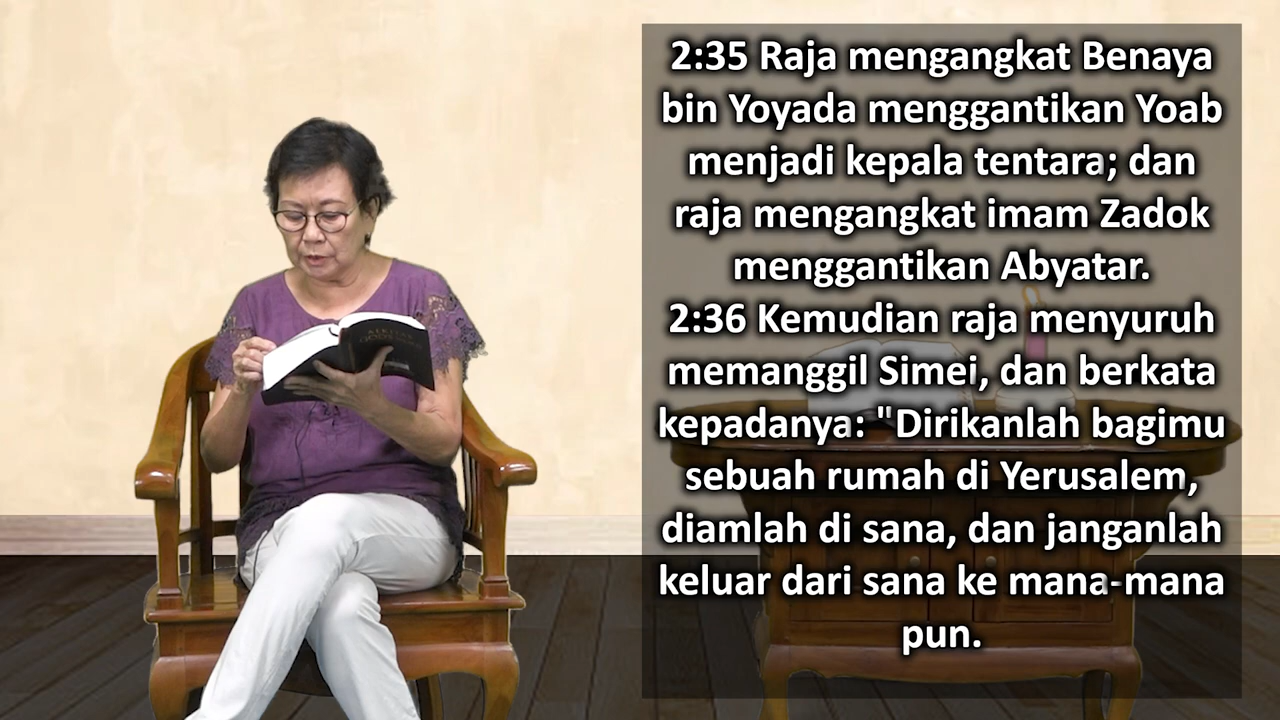 2:35 Raja mengangkat Benaya
bin Yoyada menggantikan Yoab
menjadi kepala tentara; dan
raja mengangkat imam Zadok
menggantikan Abyatar.
2:36 Kemudian raja menyuruh
memanggil Simei, dan berkata
kepadanya: "Dirikanlah bagimu
sebuah rumah di Yerusalem,
diamlah di sana, dan janganlah
keluar dari sana ke mana-mana
pun.